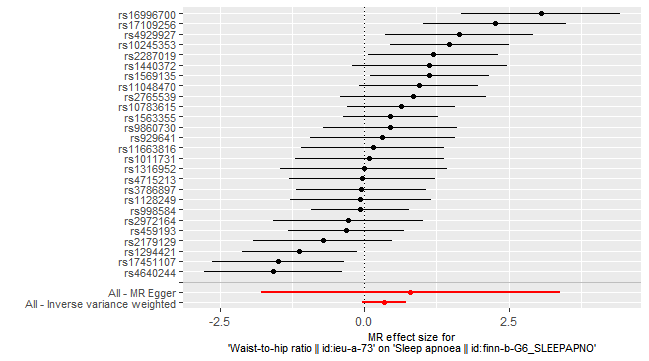 rs16996700
rs17109256
rs4929927
rs10245353
rs2287019
rs1440372
rs1569135
rs11048470
rs2765539
rs10783615
rs1563355
rs9860730
rs929641
rs11663816
rs1011731
rs1316952
rs4715213
rs3786897
rs1128249
rs998584
rs2972164
rs459193
rs2179129
rs1294421
rs17451107
rs4640244
All - MR Egger
All - Inverse variance weighted
-2.5 0.0 2.5
MR effect size for
'Waist-to-hip ratio || id:ieu-a-73' on 'Sleep apnoea || id:finn-b-G6_SLEEPAPNO'